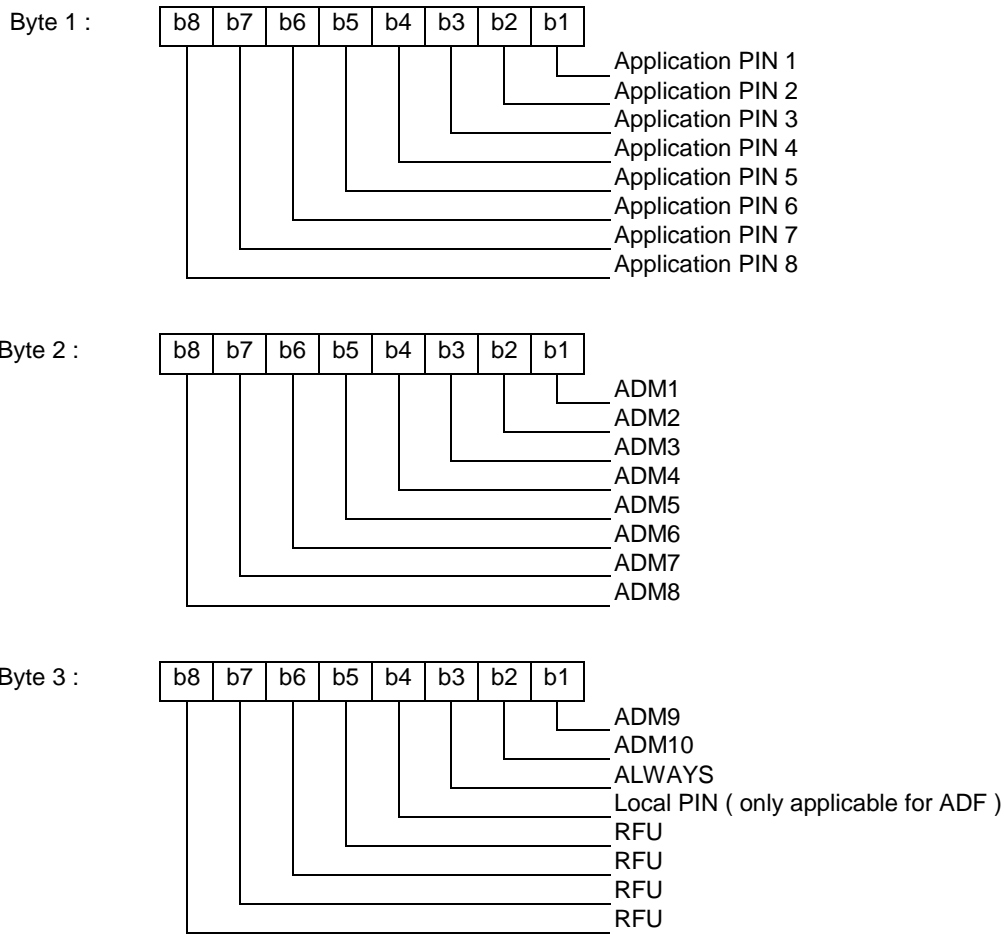 Byte 1 : b8 b7 b6 b5 b4 b3 b2 b1
Application PIN 1
Application PIN 2
Application PIN 3
Application PIN 4
Application PIN 5
Application PIN 6
Application PIN 7
Application PIN 8
Byte 2 : b8 b7 b6 b5 b4 b3 b2 b1
ADM1
ADM2
ADM3
ADM4
ADM5
ADM6
ADM7
ADM8
Byte 3 : b8 b7 b6 b5 b4 b3 b2 b1
ADM9
ADM10
ALWAYS
Local PIN ( only applicable for ADF )
RFU
RFU
RFU
RFU